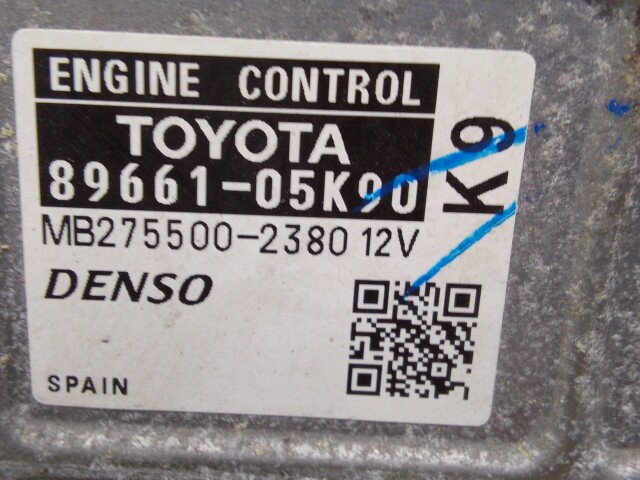 ENGINE CONTROL
TOYOTA
89661-05K90
K9
MB275500-2380 12V
DENSO
SPAIN